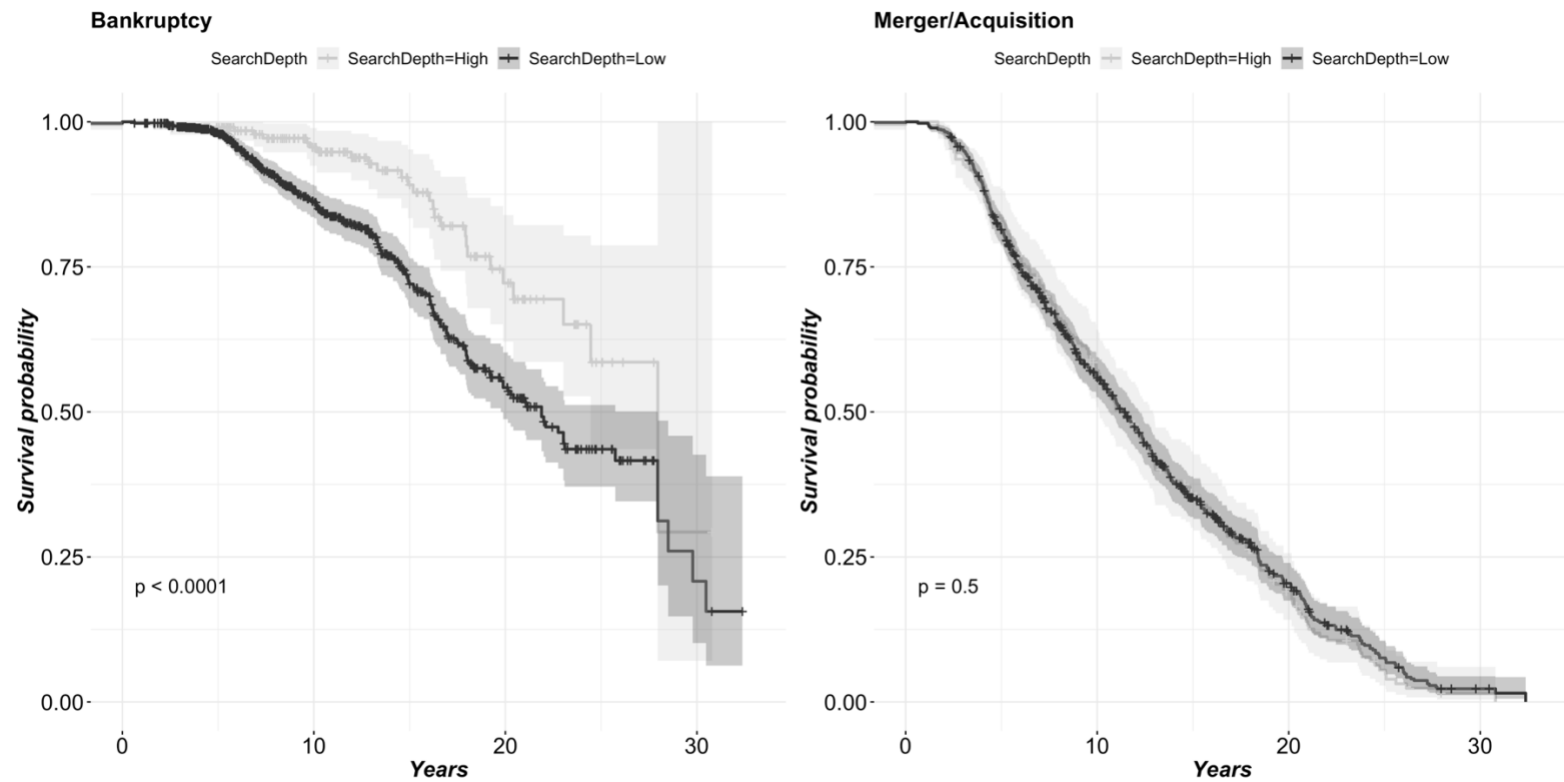 Bankruptcy
SearchDepth SearchDepth=High SearchDepth=Low
1.00
0.75
0.50
0.25
0.00
Survival probability
p < 0.0001
0 10 20 30
Years
Merger/Acquisition
SearchDepth SearchDepth=High SearchDepth=Low
1.00
0.75
0.50
0.25
0.00
Survival probability
p = 0.5
0 10 20 30
Years